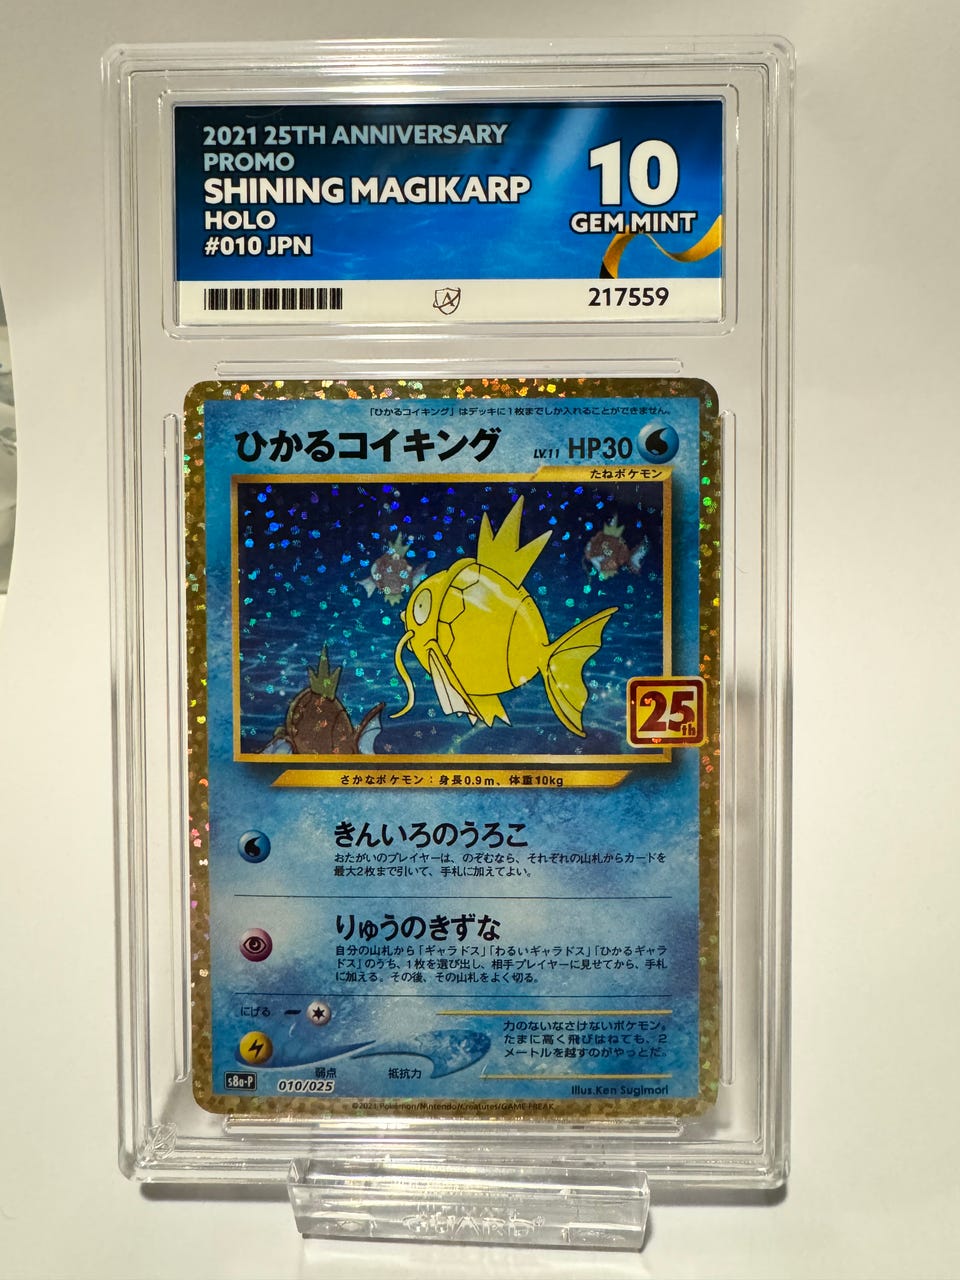 2021 25TH ANNIVERSARY
PROMO
SHINING MAGIKARP
HOLO
#010 JPN
10
GEM MINT
217559
「ひかるコイキング」はデッキに1枚までしか入れることができません。
ひかるコイキング LV.11 HP30
たねポケモン
25th
さかなポケモン：身長0.9m、体重10kg
きんいろのうろこ
おたがいのプレイヤーは、のぞむなら、それぞれの山札からカードを
最大2枚まで引いて、手札に加えてよい。
りゅうのきずな
自分の山札から「ギャラドス」「わるいギャラドス」「ひかるギャラ
ドス」のうち、1枚を選び出し、相手プレイヤーに見せてから、手札
に加える。その後、その山札をよく切る。
にげる
力のないなさけないポケモン。
たまに高く飛びはねても、2
メートルを越すのがやっとだ。
弱点 抵抗力
s8a-P 010/025
Illus.Ken Sugimori
©2021 Pokémon/Nintendo/Creatures/GAME FREAK
GUARD